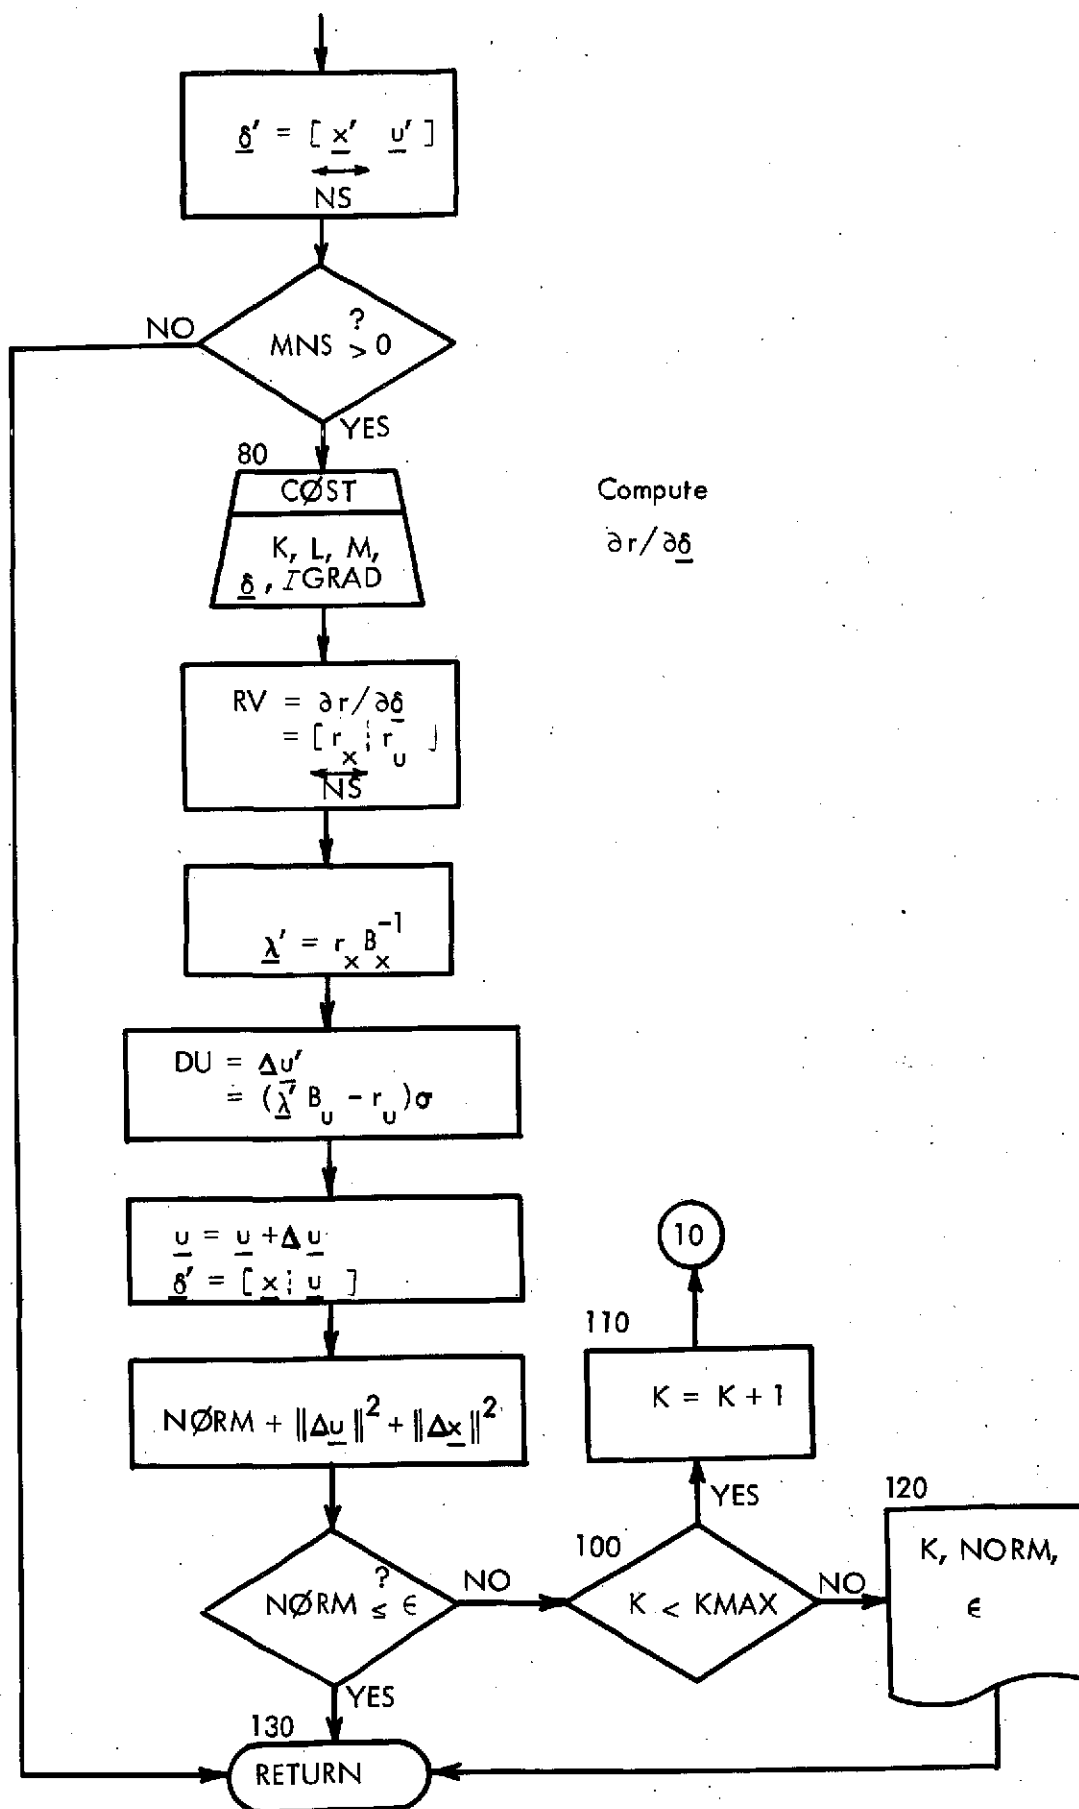 δ' = [ x' u' ]
NS
NO
?
MNS > 0
YES
80
CØST
K, L, M,
δ, IGRAD
Compute
∂r/∂δ
RV = ∂r/∂δ
= [ r_x ¦ r_u ]
NS
λ' = r_x B_x^-1
DU = Δu'
= (λ' B_u - r_u)σ
u = u + Δu
δ' = [ x ¦ u ]
10
110
K = K + 1
NØRM + ‖Δu‖² + ‖Δx‖²
YES
120
K, NORM,
ϵ
100
?
NØRM ≤ ϵ
NO
K < KMAX
NO
YES
130
RETURN